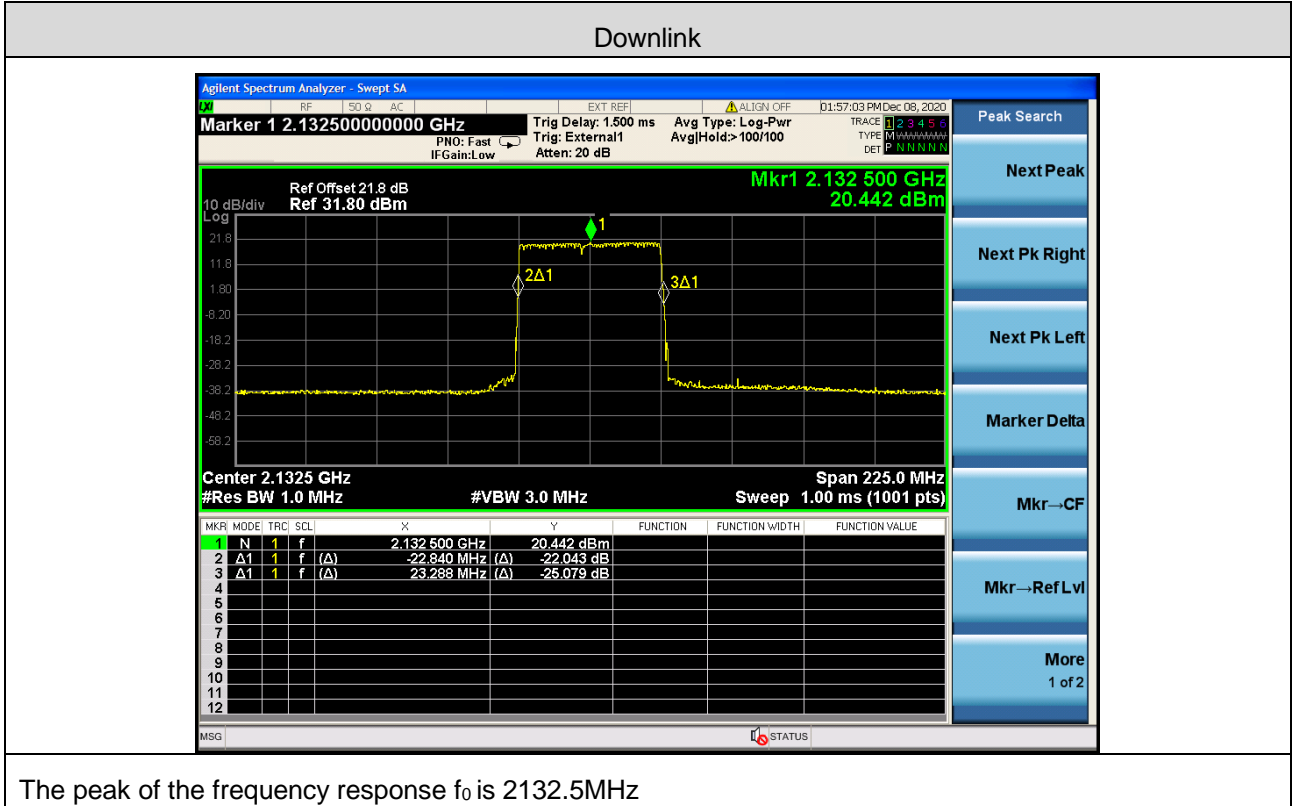 Downlink
Agilent Spectrum Analyzer - Swept SA
LXI RF 50 Ω AC EXT REF ALIGN OFF 01:57:03 PM Dec 08, 2020
Marker 1 2.132500000000 GHz
PNO: Fast
IFGain:Low
Trig Delay: 1.500 ms
Trig: External1
Atten: 20 dB
Avg Type: Log-Pwr
Avg|Hold:>100/100
TRACE 1 2 3 4 5 6
TYPE M WWWWW
DET P N N N N N
Mkr1 2.132 500 GHz
20.442 dBm
Ref Offset 21.8 dB
10 dB/div Ref 31.80 dBm
Log
21.8
11.8
1.80
-8.20
-18.2
-28.2
-38.2
-48.2
-58.2
1
2Δ1
3Δ1
Center 2.1325 GHz Span 225.0 MHz
#Res BW 1.0 MHz #VBW 3.0 MHz Sweep 1.00 ms (1001 pts)
MKR MODE TRC SCL X Y FUNCTION FUNCTION WIDTH FUNCTION VALUE
1 N 1 f 2.132 500 GHz 20.442 dBm
2 Δ1 1 f (Δ) -22.840 MHz (Δ) -22.043 dB
3 Δ1 1 f (Δ) 23.288 MHz (Δ) -25.079 dB
4
5
6
7
8
9
10
11
12
MSG STATUS
Peak Search
Next Peak
Next Pk Right
Next Pk Left
Marker Delta
Mkr→CF
Mkr→Ref Lvl
More
1 of 2
The peak of the frequency response f₀ is 2132.5MHz